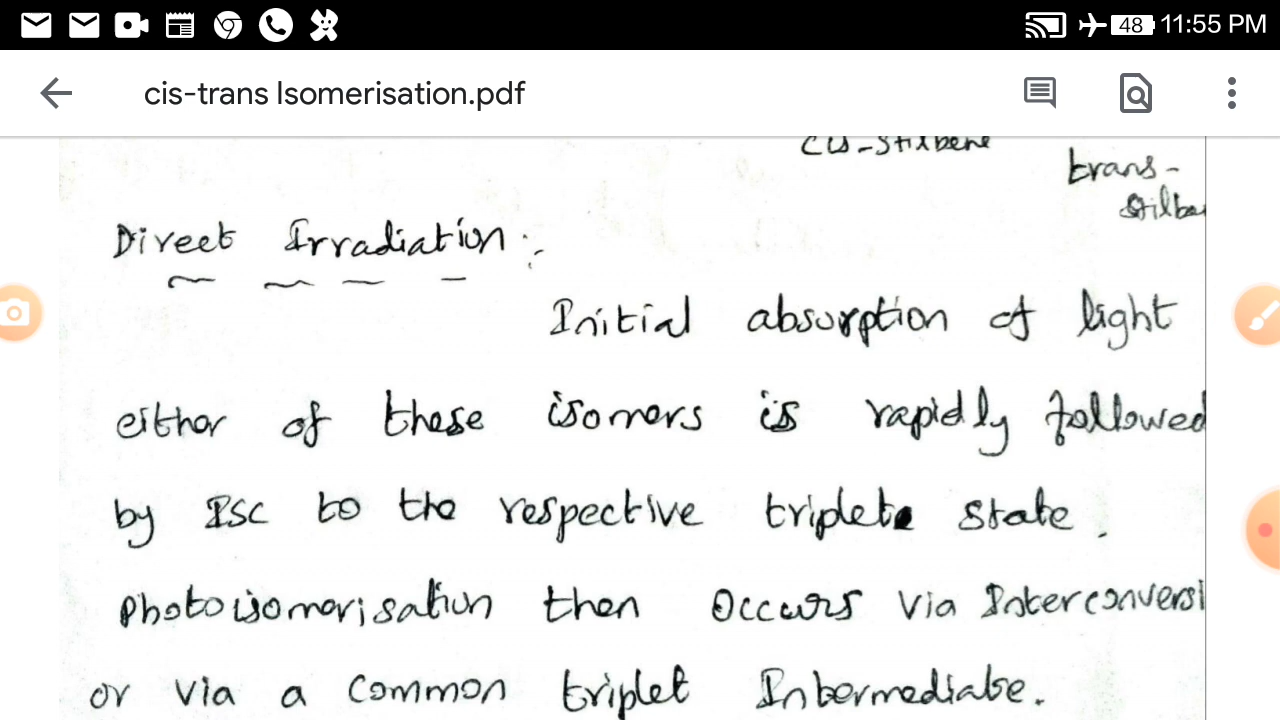 48 11:55 PM
cis-trans Isomerisation.pdf
cis-stilbene
trans-
stilbe
Direct Irradiation :-
Initial absorption of light
either of these isomers is rapidly followed
by ISC to the respective triplet state.
Photoisomerisation then occurs via Interconversi
or via a common triplet Intermediate.